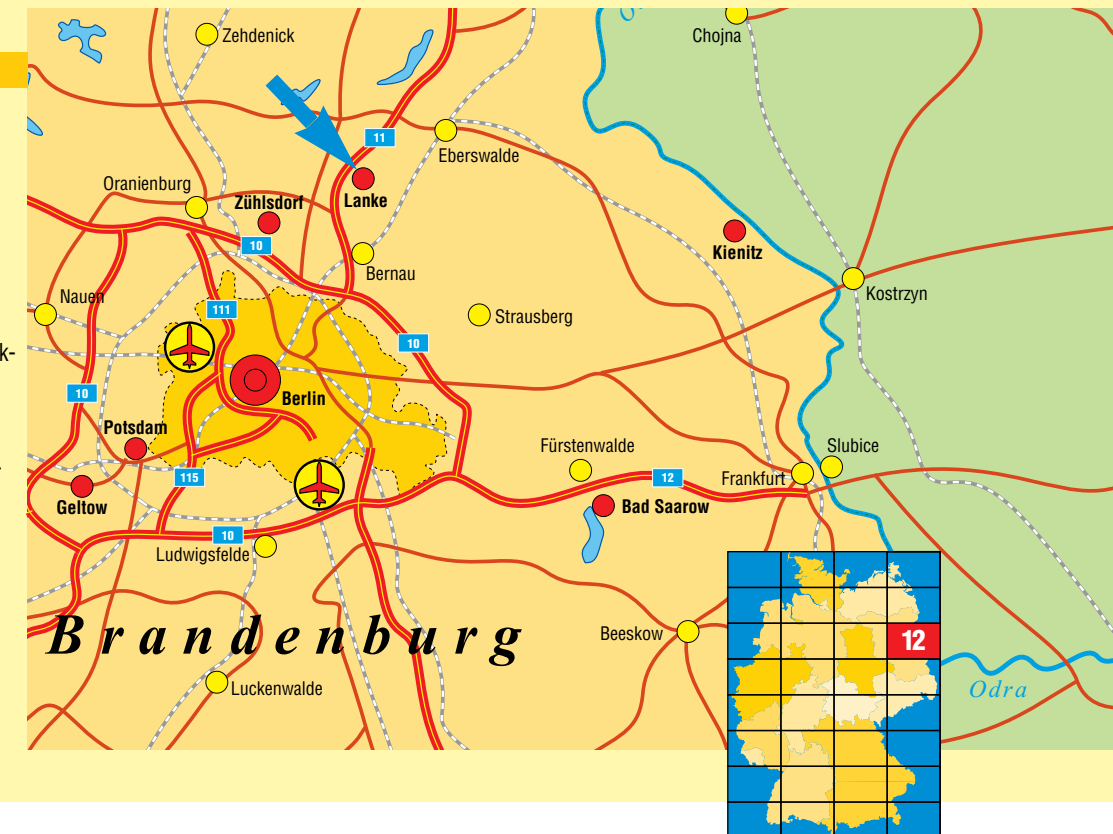 O
Chojna
Zehdenick
11
Eberswalde
Oranienburg
Zühlsdorf
Lanke
10
Kienitz
Bernau
Nauen
Kostrzyn
111
Strausberg
10
k-
10
Berlin
Potsdam
Fürstenwalde
Slubice
115
12
Frankfurt
Geltow
Bad Saarow
10
Ludwigsfelde
Brandenburg
Beeskow
12
Luckenwalde
Odra